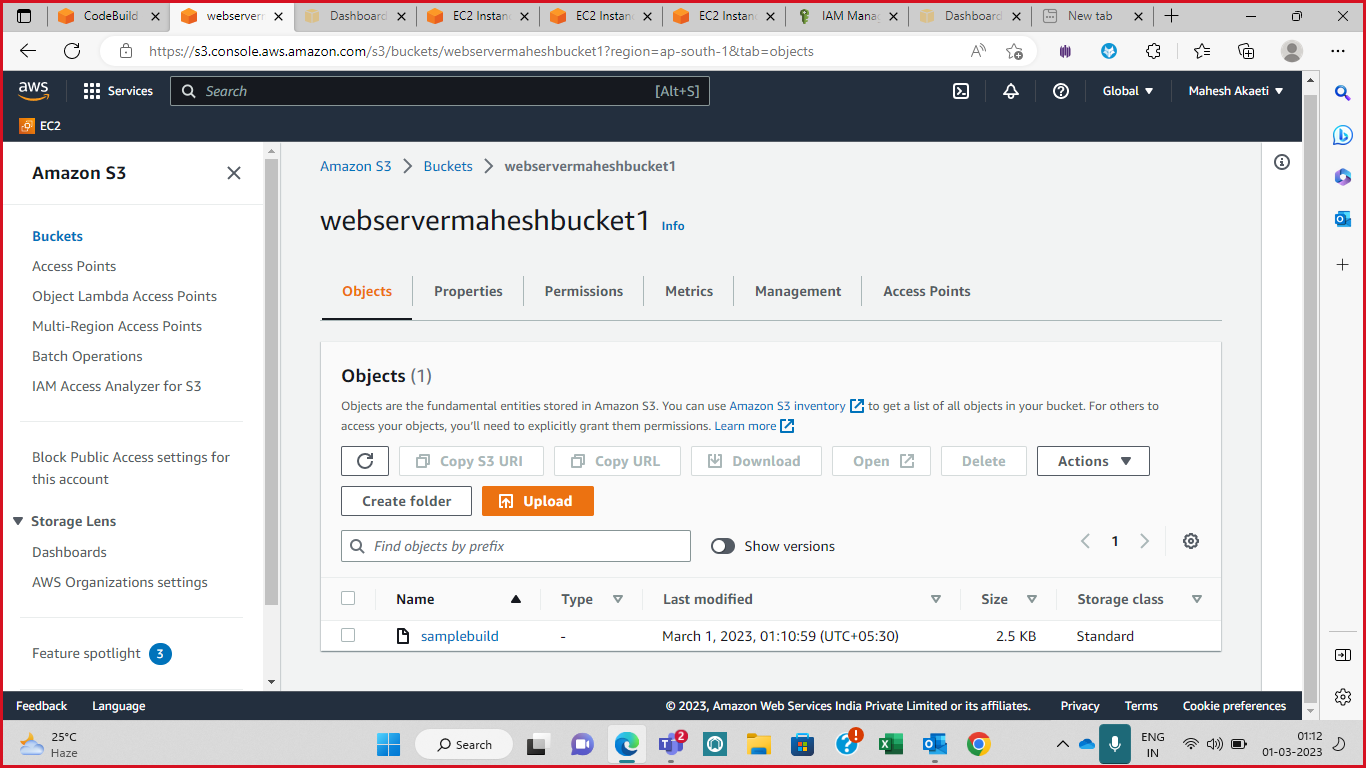 CodeBuild
webserverm
Dashboard
EC2 Instanc
EC2 Instanc
EC2 Instanc
IAM Manag
Dashboard
New tab
https://s3.console.aws.amazon.com/s3/buckets/webservermaheshbucket1?region=ap-south-1&tab=objects
aws
Services
Search
[Alt+S]
Global
Mahesh Akaeti
EC2
Amazon S3
Buckets
Access Points
Object Lambda Access Points
Multi-Region Access Points
Batch Operations
IAM Access Analyzer for S3
Block Public Access settings for
this account
Storage Lens
Dashboards
AWS Organizations settings
Feature spotlight 3
Amazon S3 > Buckets > webservermaheshbucket1
webservermaheshbucket1 Info
Objects
Properties
Permissions
Metrics
Management
Access Points
Objects (1)
Objects are the fundamental entities stored in Amazon S3. You can use Amazon S3 inventory to get a list of all objects in your bucket. For others to
access your objects, you'll need to explicitly grant them permissions. Learn more
Copy S3 URI
Copy URL
Download
Open
Delete
Actions
Create folder
Upload
Find objects by prefix
Show versions
1
Name Type Last modified Size Storage class
samplebuild - March 1, 2023, 01:10:59 (UTC+05:30) 2.5 KB Standard
Feedback
Language
© 2023, Amazon Web Services India Private Limited or its affiliates.
Privacy
Terms
Cookie preferences
25°C
Haze
Search
2
ENG
IN
01:12
01-03-2023